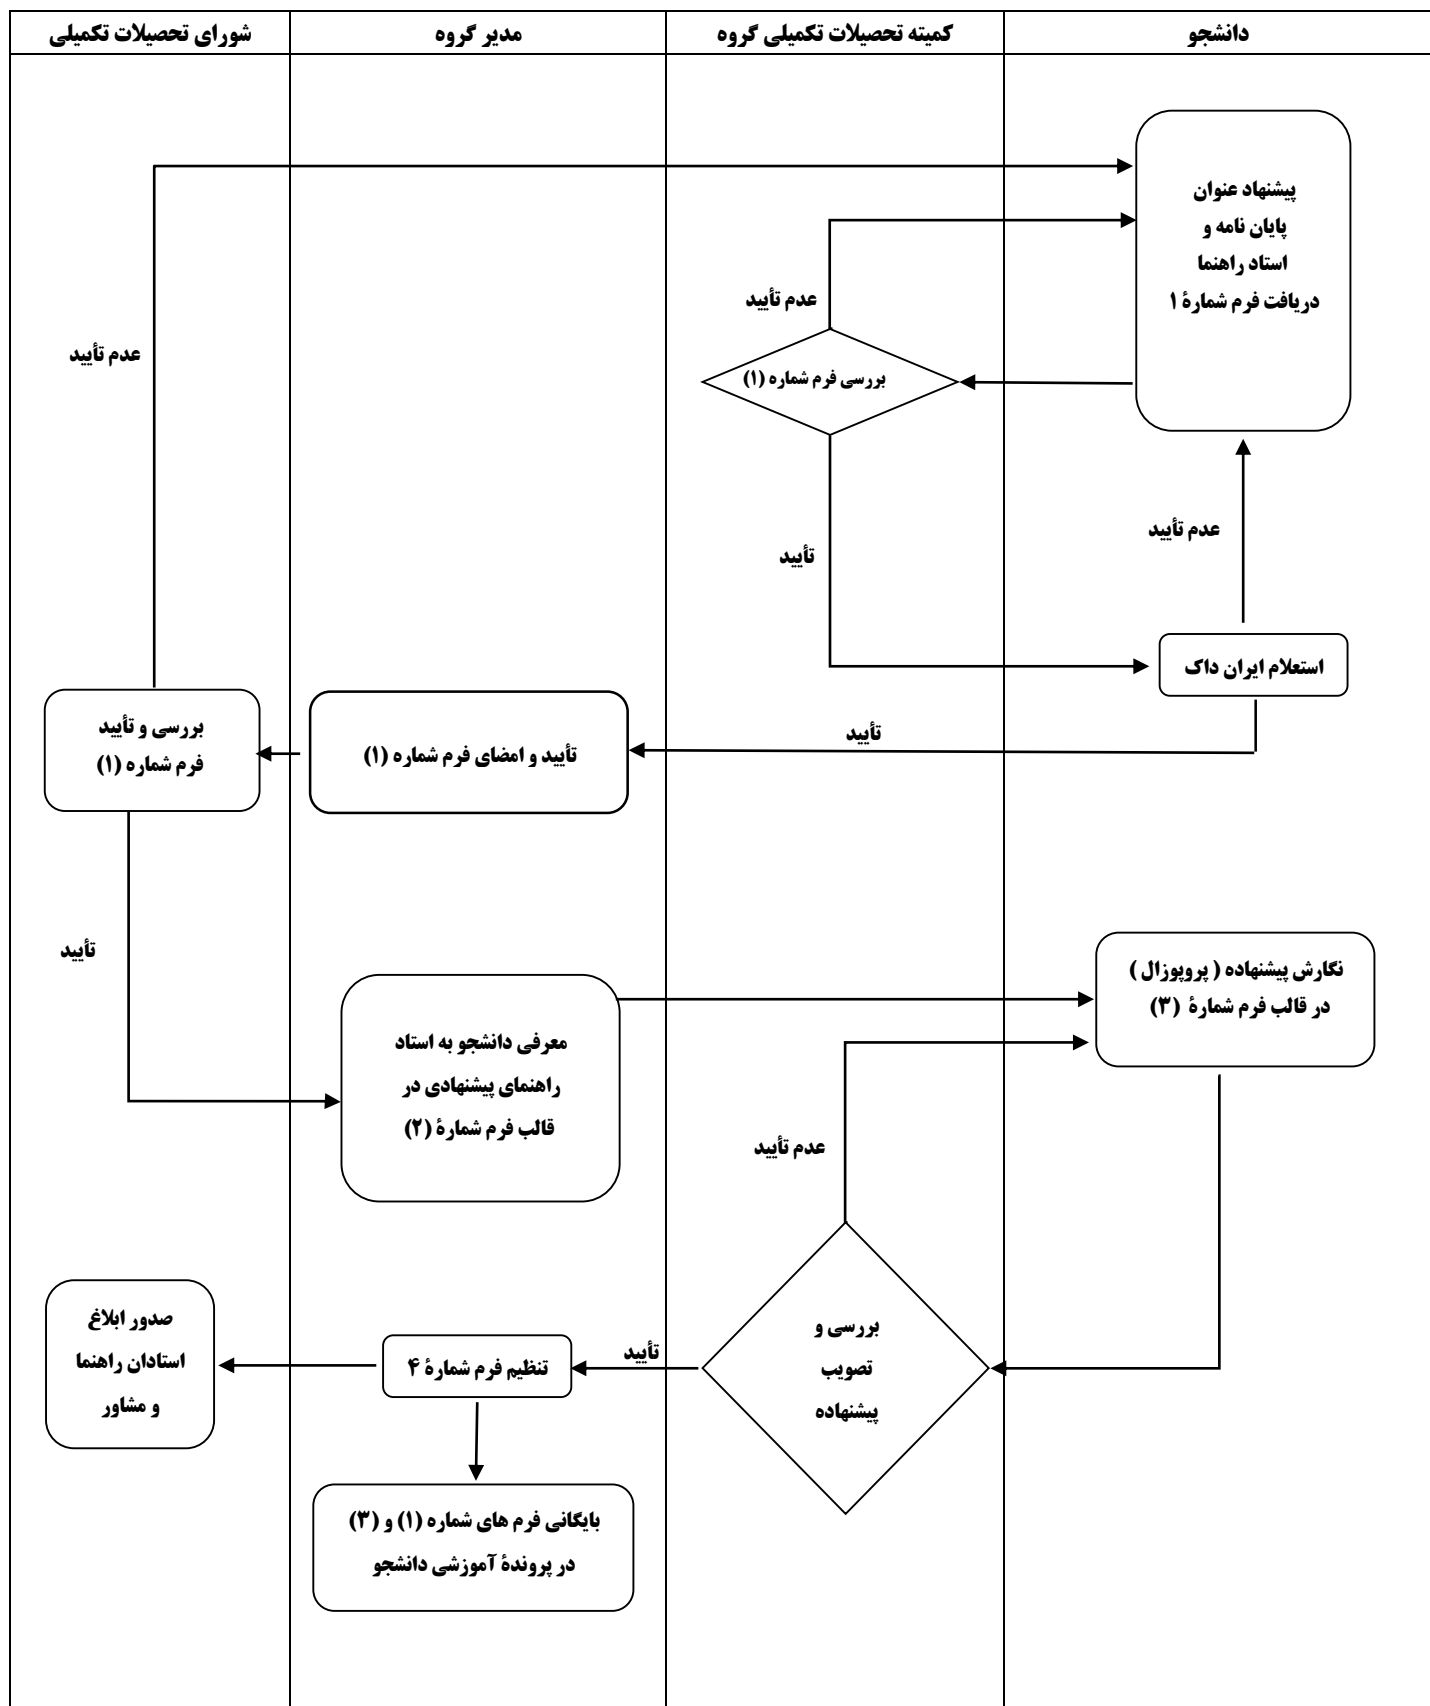 دانشجو
کمیته تحصیلات تکمیلی گروه
مدیر گروه
شورای تحصیلات تکمیلی
پیشنهاد عنوان
پایان نامه و
استاد راهنما
دریافت فرم شمارهٔ ۱
عدم تأیید
عدم تأیید
بررسی فرم شماره (۱)
عدم تأیید
تأیید
استعلام ایران داک
تأیید
تأیید و امضای فرم شماره (۱)
بررسی و تأیید
فرم شماره (۱)
تأیید
نگارش پیشنهاده ( پروپوزال )
در قالب فرم شمارهٔ (۳)
معرفی دانشجو به استاد
راهنمای پیشنهادی در
قالب فرم شمارهٔ (۲)
عدم تأیید
بررسی و
تصویب
پیشنهاده
تأیید
تنظیم فرم شمارهٔ ۴
صدور ابلاغ
استادان راهنما
و مشاور
بایگانی فرم های شماره (۱) و (۳)
در پروندهٔ آموزشی دانشجو